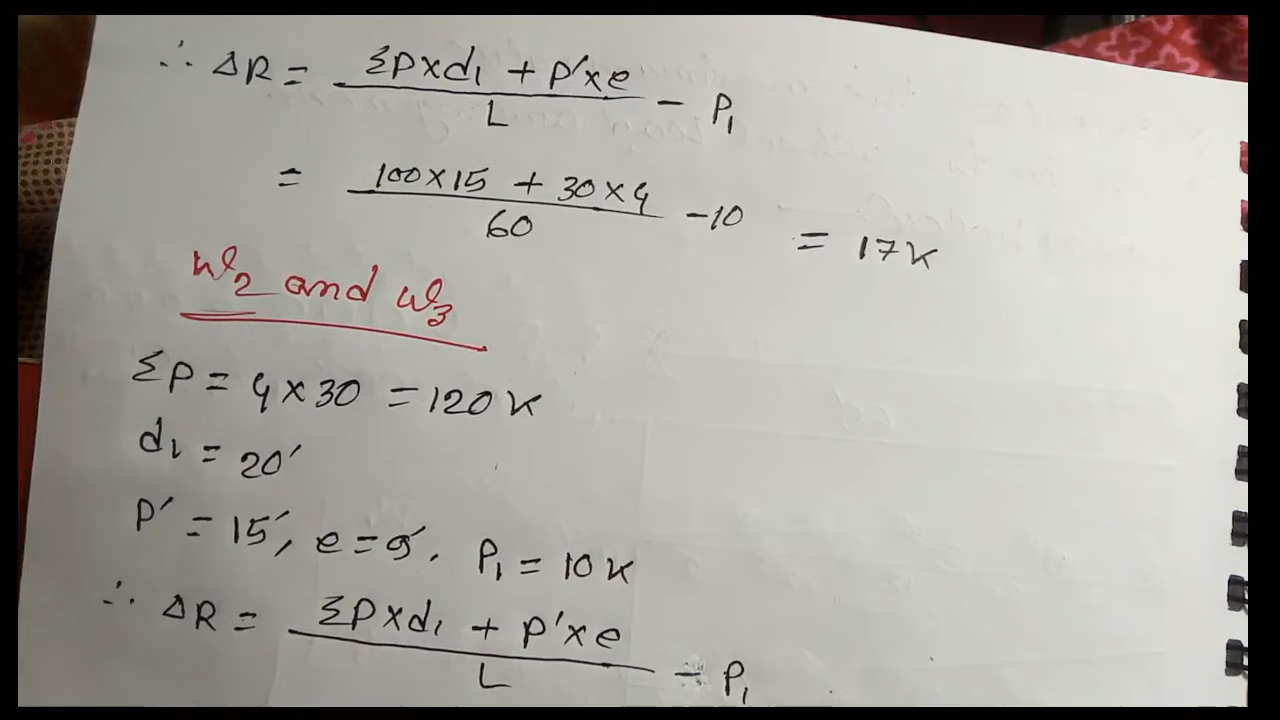 ∴ ΔR = (ΣP×d₁ + P'×e) / L − P₁
= (100×15 + 30×4) / 60 −10 = 17K
W₂ and W₃
ΣP = 4×30 = 120K
d₁ = 20'
P' = 15', e = 9'. P₁ = 10K
∴ ΔR = (ΣP×d₁ + P'×e) / L − P₁